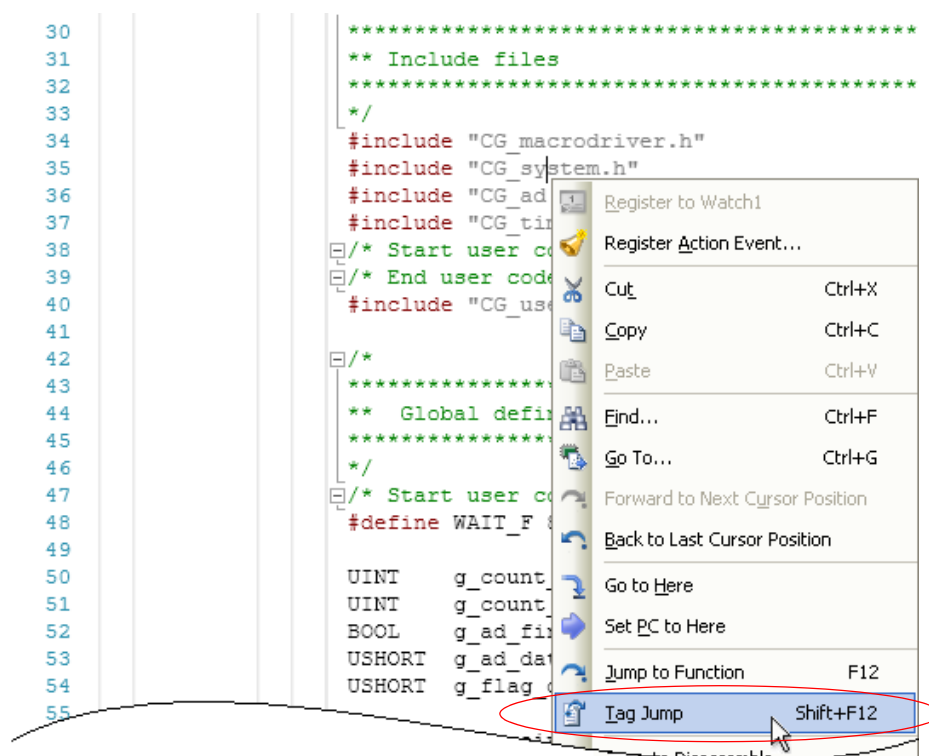 30 *******************************************
31 ** Include files
32 *******************************************
33 */
34 #include "CG_macrodriver.h"
35 #include "CG_system.h"
36 #include "CG_ad
37 #include "CG_tim
38 /* Start user co
39 /* End user code
40 #include "CG_use
41
42 /*
43 ****************
44 ** Global defin
45 ****************
46 */
47 /* Start user co
48 #define WAIT_F
49
50 UINT g_count_
51 UINT g_count_
52 BOOL g_ad_fin
53 USHORT g_ad_dat
54 USHORT g_flag_
55
Register to Watch1
Register Action Event...
Cut Ctrl+X
Copy Ctrl+C
Paste Ctrl+V
Find... Ctrl+F
Go To... Ctrl+G
Forward to Next Cursor Position
Back to Last Cursor Position
Go to Here
Set PC to Here
Jump to Function F12
Tag Jump Shift+F12